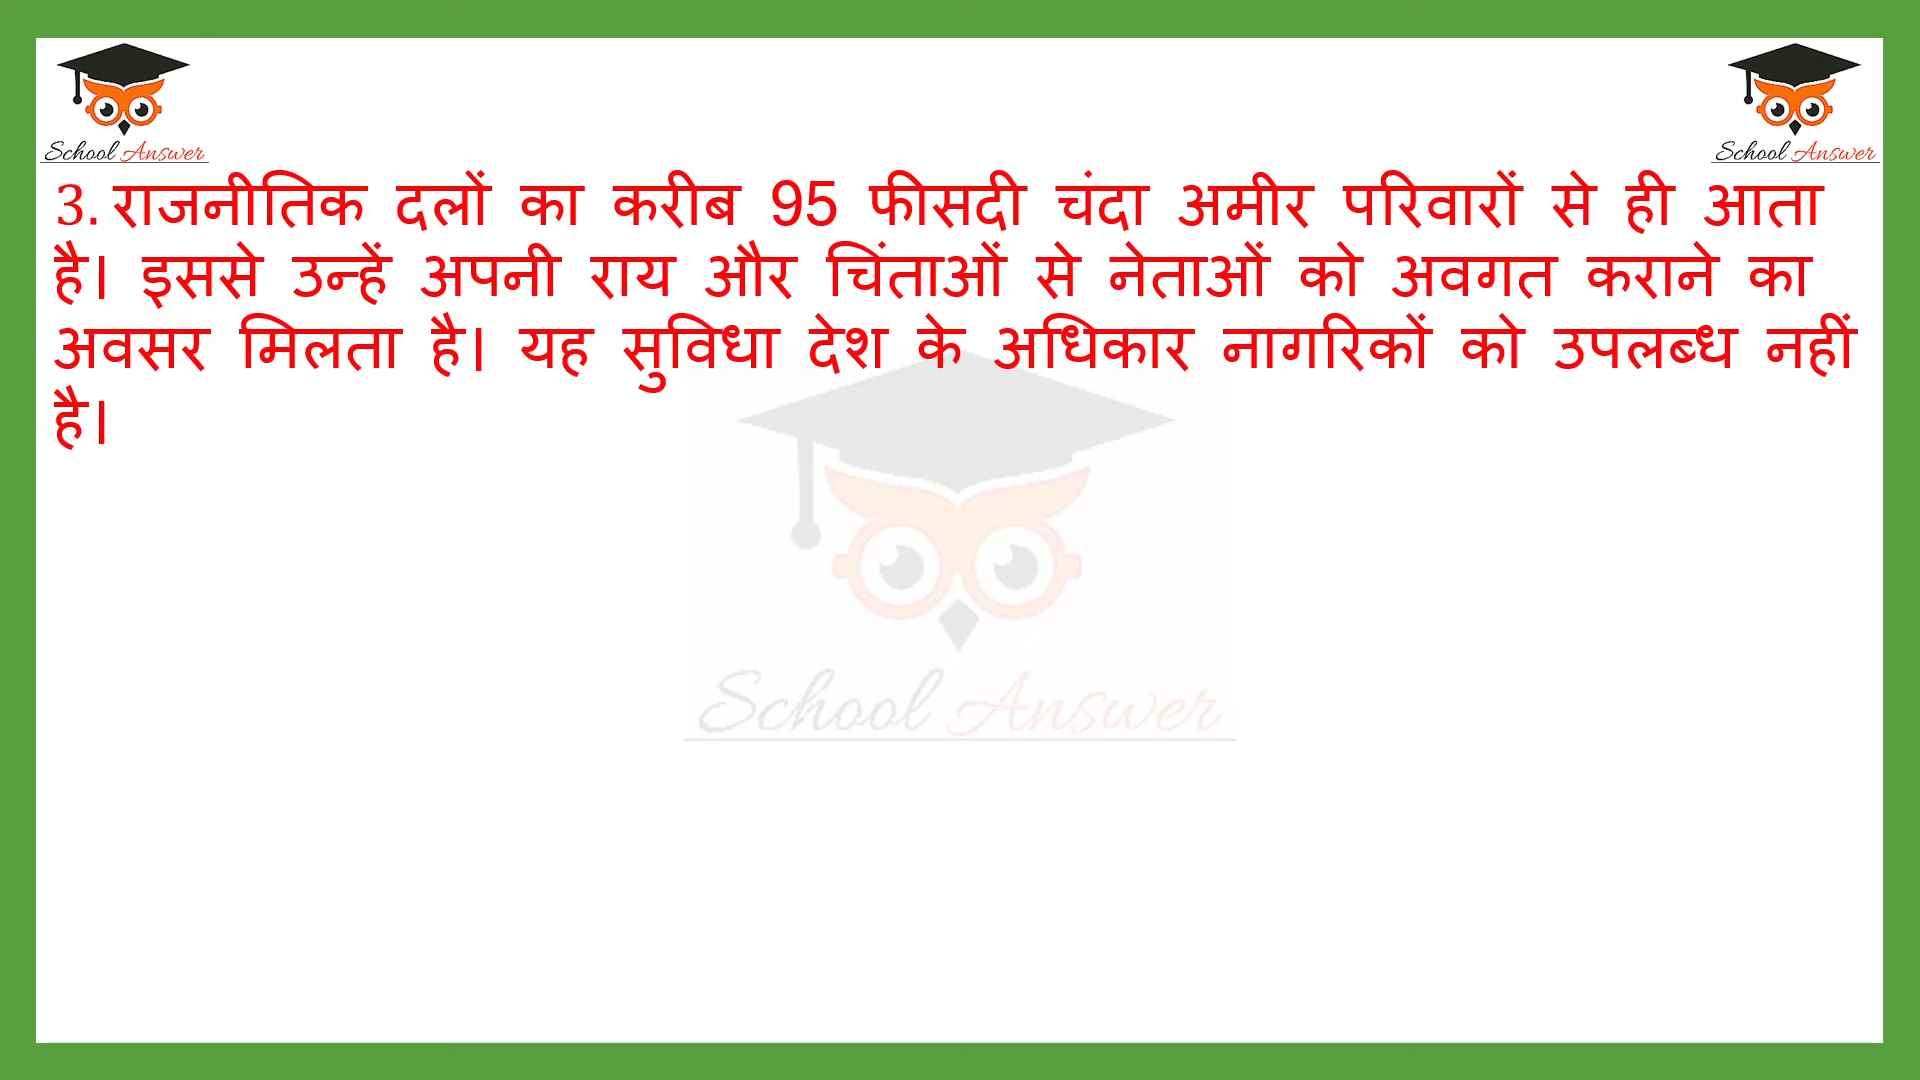 School Answer
School Answer
3. राजनीतिक दलों का करीब 95 फीसदी चंदा अमीर परिवारों से ही आता
है। इससे उन्हें अपनी राय और चिंताओं से नेताओं को अवगत कराने का
अवसर मिलता है। यह सुविधा देश के अधिकार नागरिकों को उपलब्ध नहीं
है।
School Answer